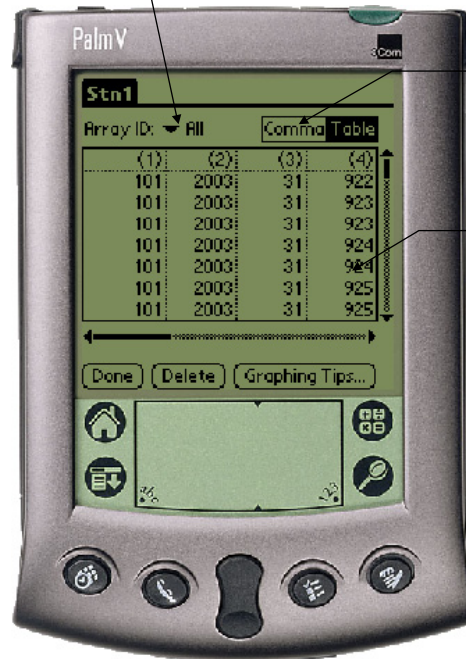 PalmV
3Com
Stn1
Array ID: All Comma Table
(1) (2) (3) (4)
101 2003 31 922
101 2003 31 923
101 2003 31 923
101 2003 31 924
101 2003 31 924
101 2003 31 925
101 2003 31 925
Done Delete Graphing Tips...
abc 123